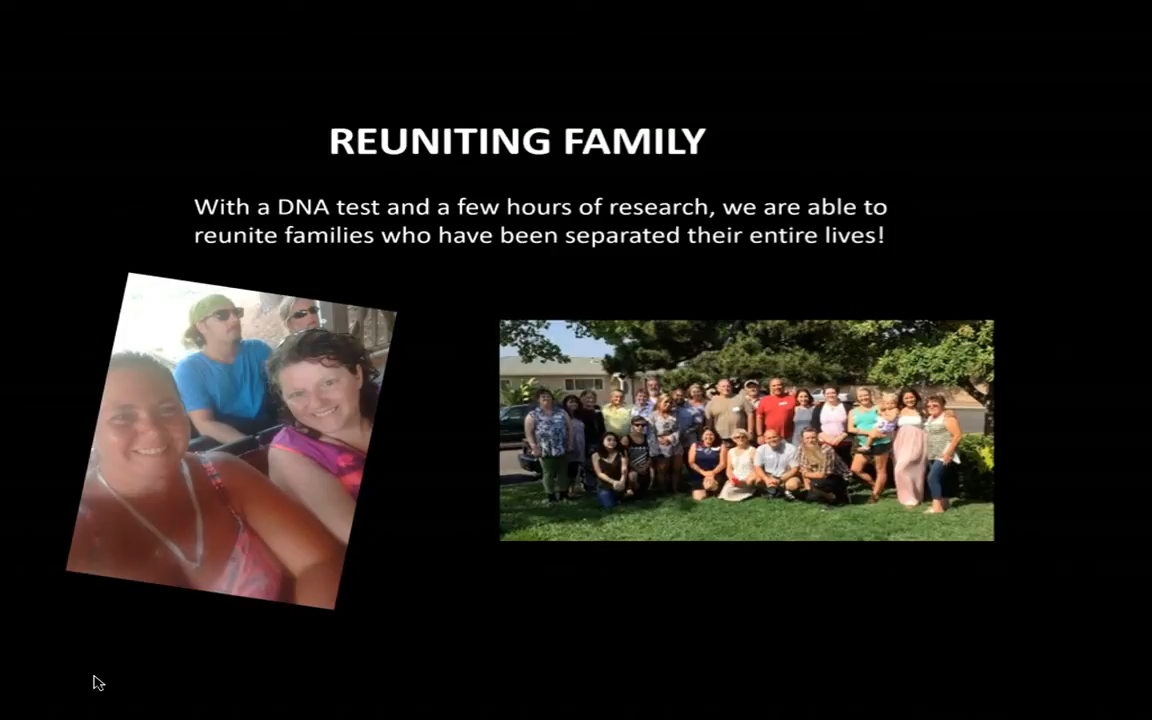 REUNITING FAMILY
With a DNA test and a few hours of research, we are able to
reunite families who have been separated their entire lives!